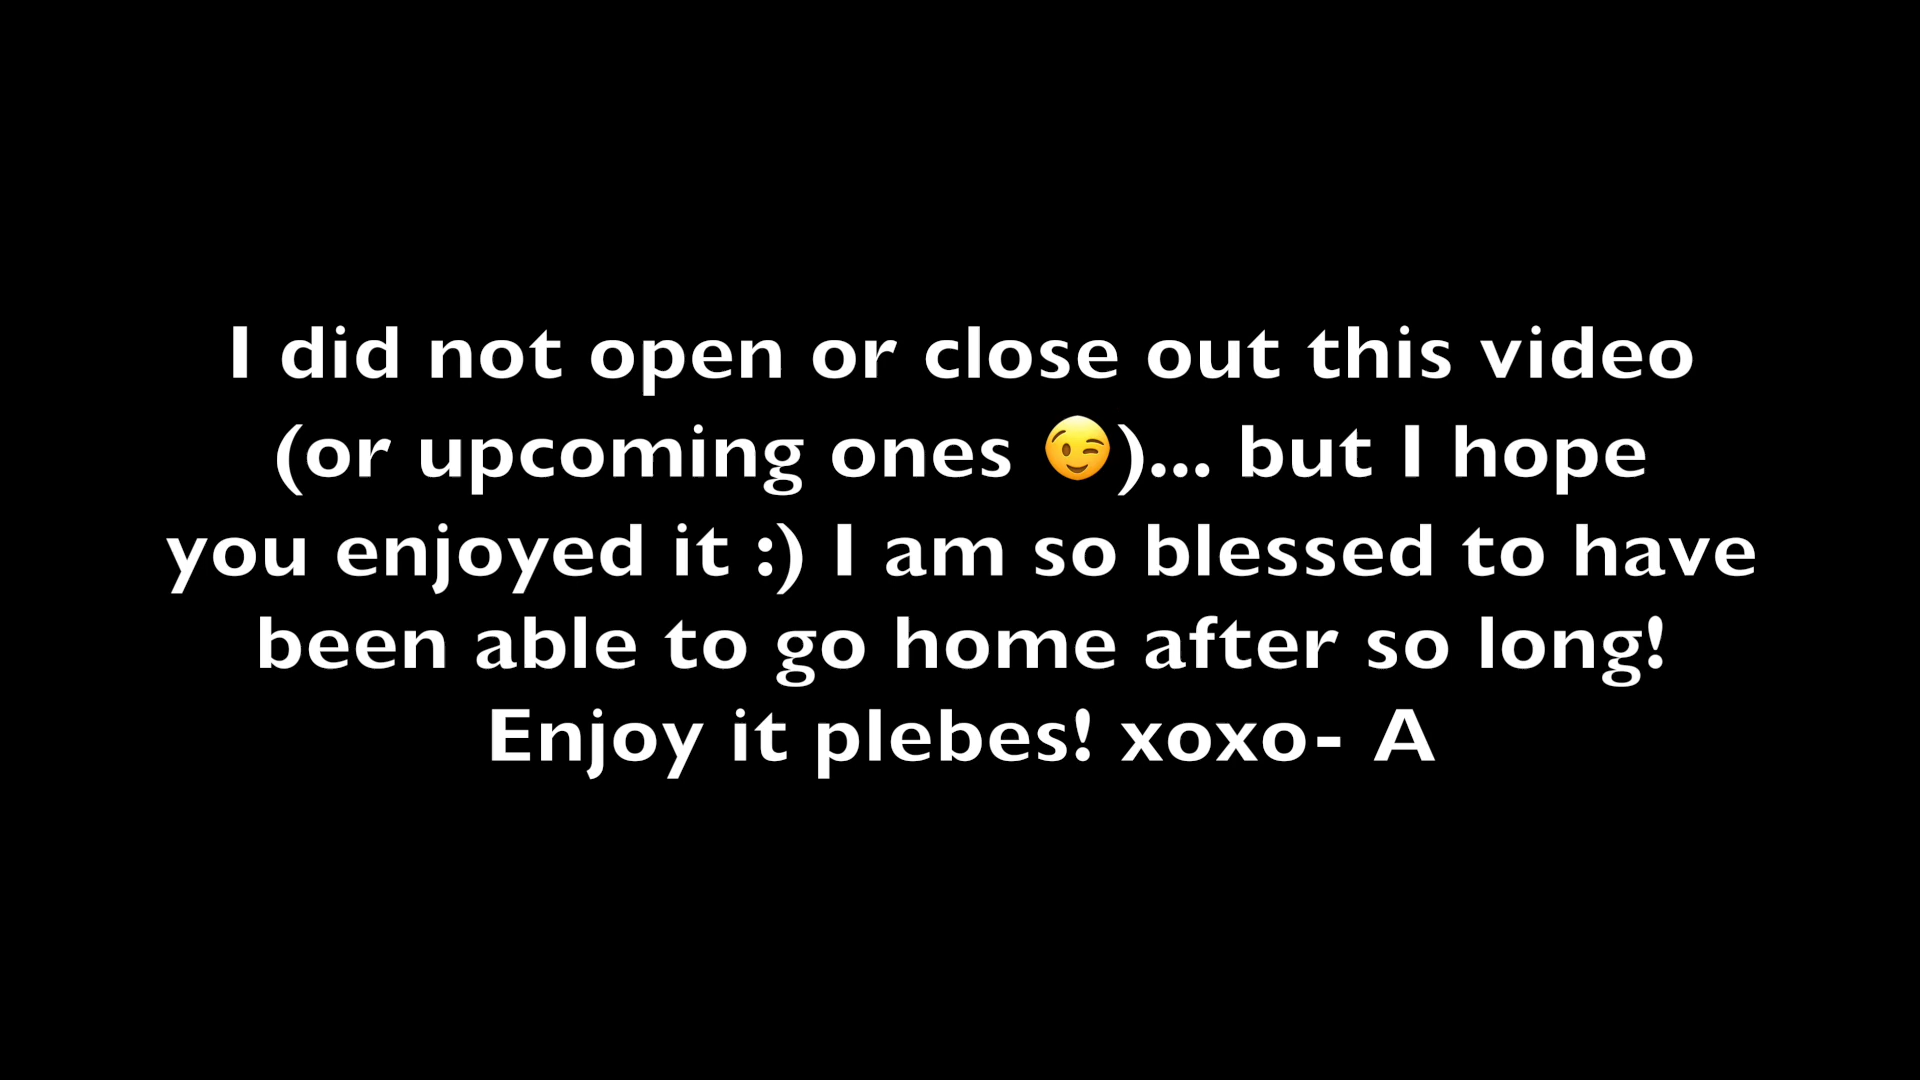 I did not open or close out this video
(or upcoming ones 😉)... but I hope
you enjoyed it :) I am so blessed to have
been able to go home after so long!
Enjoy it plebes! xoxo- A